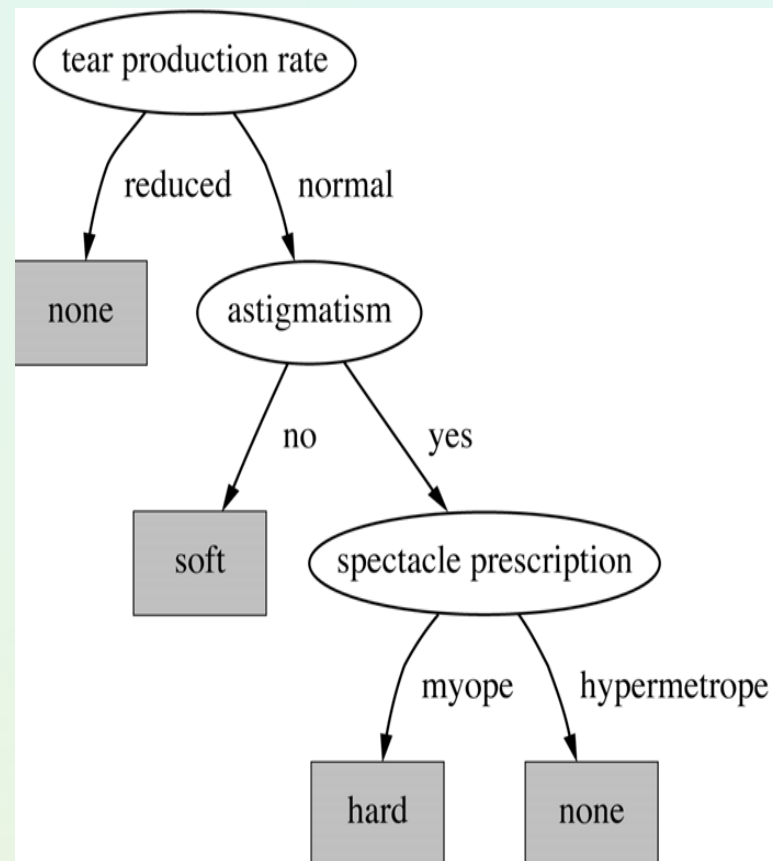 tear production rate
reduced
normal
none
astigmatism
no
yes
soft
spectacle prescription
myope
hypermetrope
hard
none